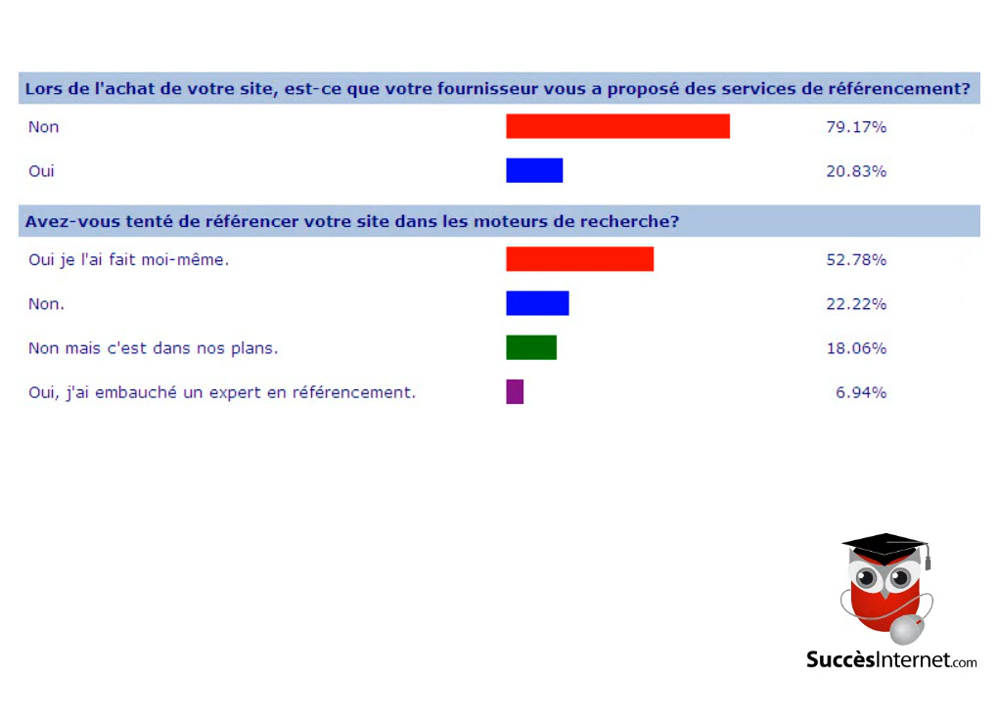 Lors de l'achat de votre site, est-ce que votre fournisseur vous a proposé des services de référencement?
Non 79.17%
Oui 20.83%
Avez-vous tenté de référencer votre site dans les moteurs de recherche?
Oui je l'ai fait moi-même. 52.78%
Non. 22.22%
Non mais c'est dans nos plans. 18.06%
Oui, j'ai embauché un expert en référencement. 6.94%
SuccèsInternet.com